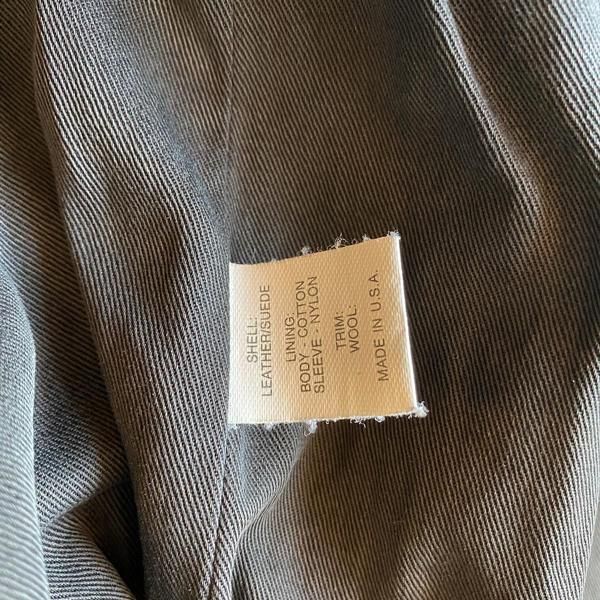 SHELL:
LEATHER/SUEDE
LINING:
BODY - COTTON
SLEEVE - NYLON
TRIM:
WOOL:
MADE IN U.S.A.